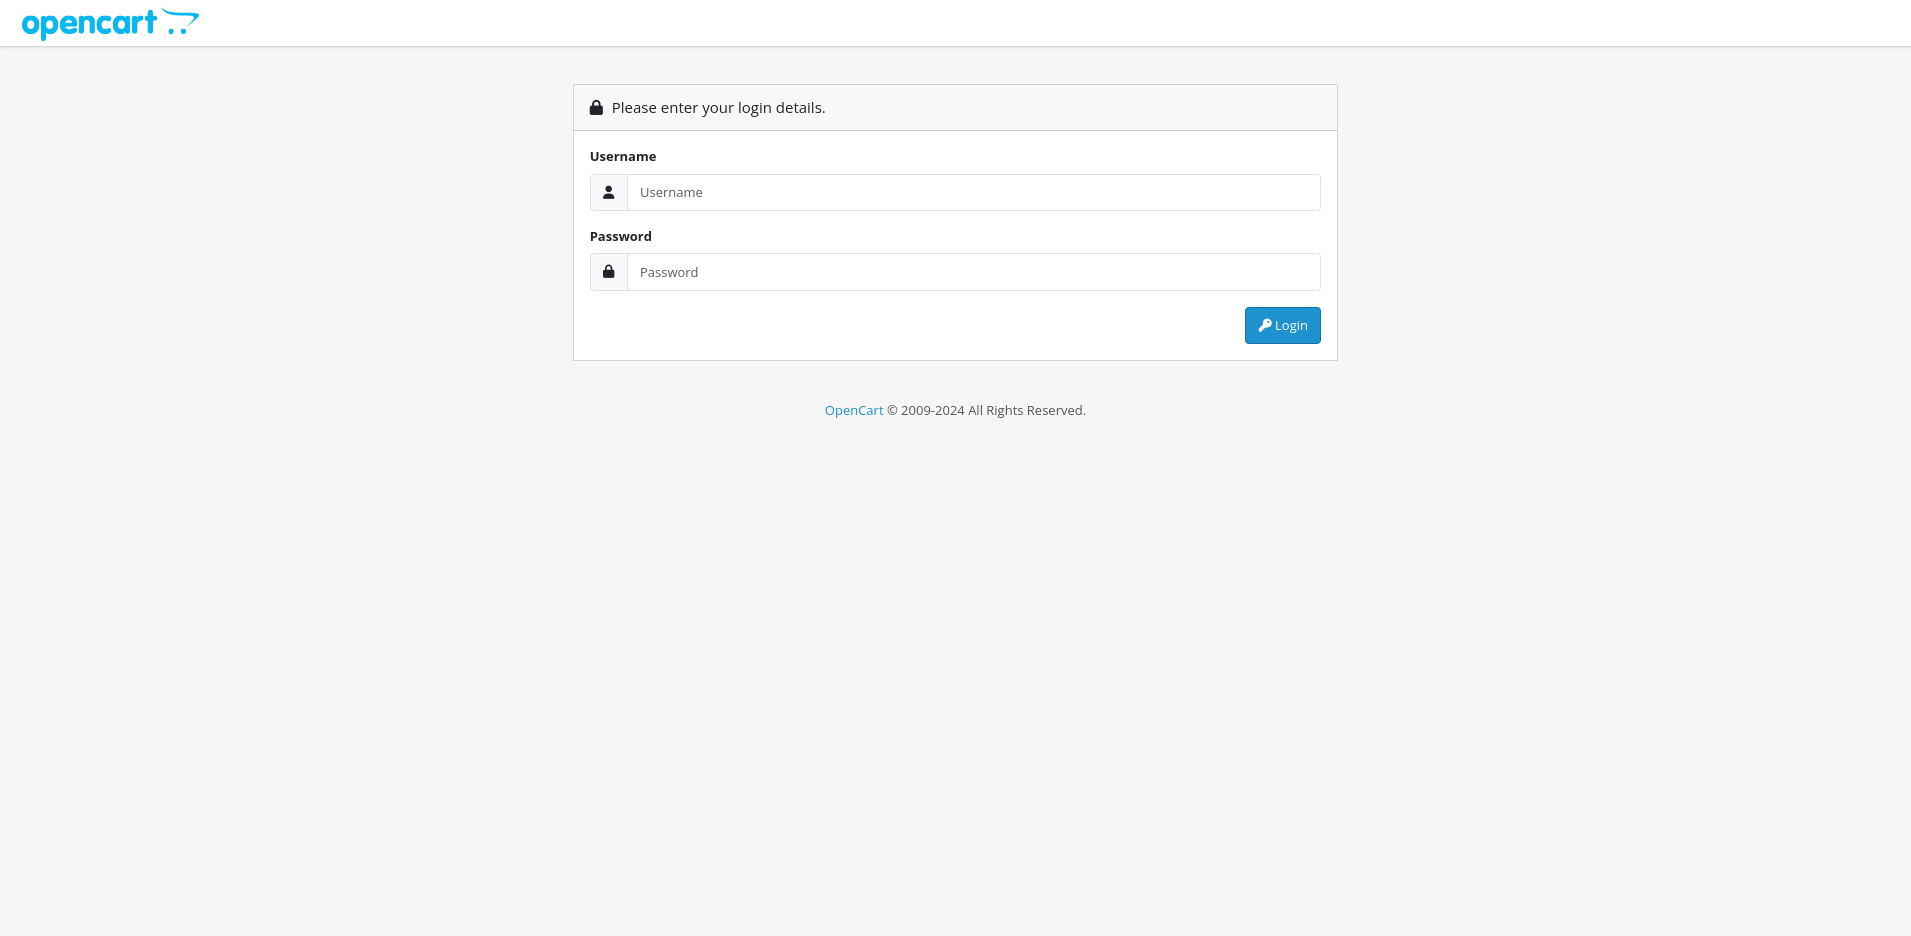 opencart
Please enter your login details.
Username
Username
Password
Password
Login
OpenCart © 2009-2024 All Rights Reserved.